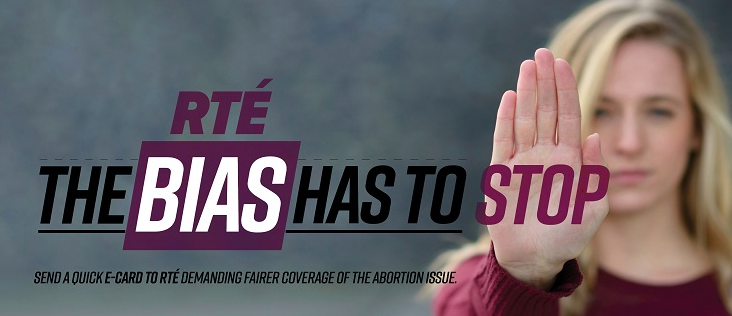 RTÉ
THE BIAS HAS TO STOP
SEND A QUICK E-CARD TO RTÉ DEMANDING FAIRER COVERAGE OF THE ABORTION ISSUE.